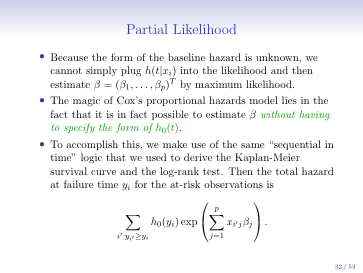 Partial Likelihood
• Because the form of the baseline hazard is unknown, we
cannot simply plug h(t|xᵢ) into the likelihood and then
estimate β = (β₁, . . . , βₚ)ᵀ by maximum likelihood.
• The magic of Cox's proportional hazards model lies in the
fact that it is in fact possible to estimate β without having
to specify the form of h₀(t).
• To accomplish this, we make use of the same “sequential in
time” logic that we used to derive the Kaplan-Meier
survival curve and the log-rank test. Then the total hazard
at failure time yᵢ for the at-risk observations is
∑_{i′:y_{i′}≥y_i} h₀(yᵢ) exp (∑_{j=1}^{p} x_{i′j}β_j) .
32 / 53